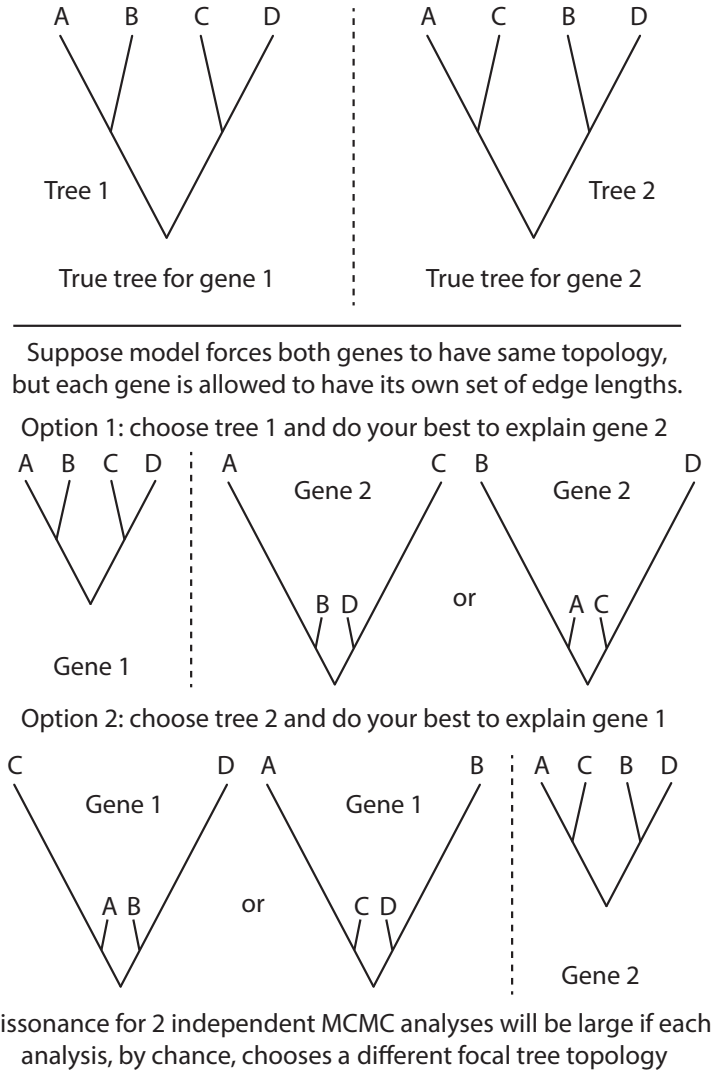 A B C D
A C B D
Tree 1
Tree 2
True tree for gene 1
True tree for gene 2
Suppose model forces both genes to have same topology,
but each gene is allowed to have its own set of edge lengths.
Option 1: choose tree 1 and do your best to explain gene 2
A B C D
A C
B D
Gene 2
Gene 2
B D
or
A C
Gene 1
Option 2: choose tree 2 and do your best to explain gene 1
C D
A B
A C B D
Gene 1
Gene 1
A B
or
C D
Gene 2
issonance for 2 independent MCMC analyses will be large if each
analysis, by chance, chooses a different focal tree topology